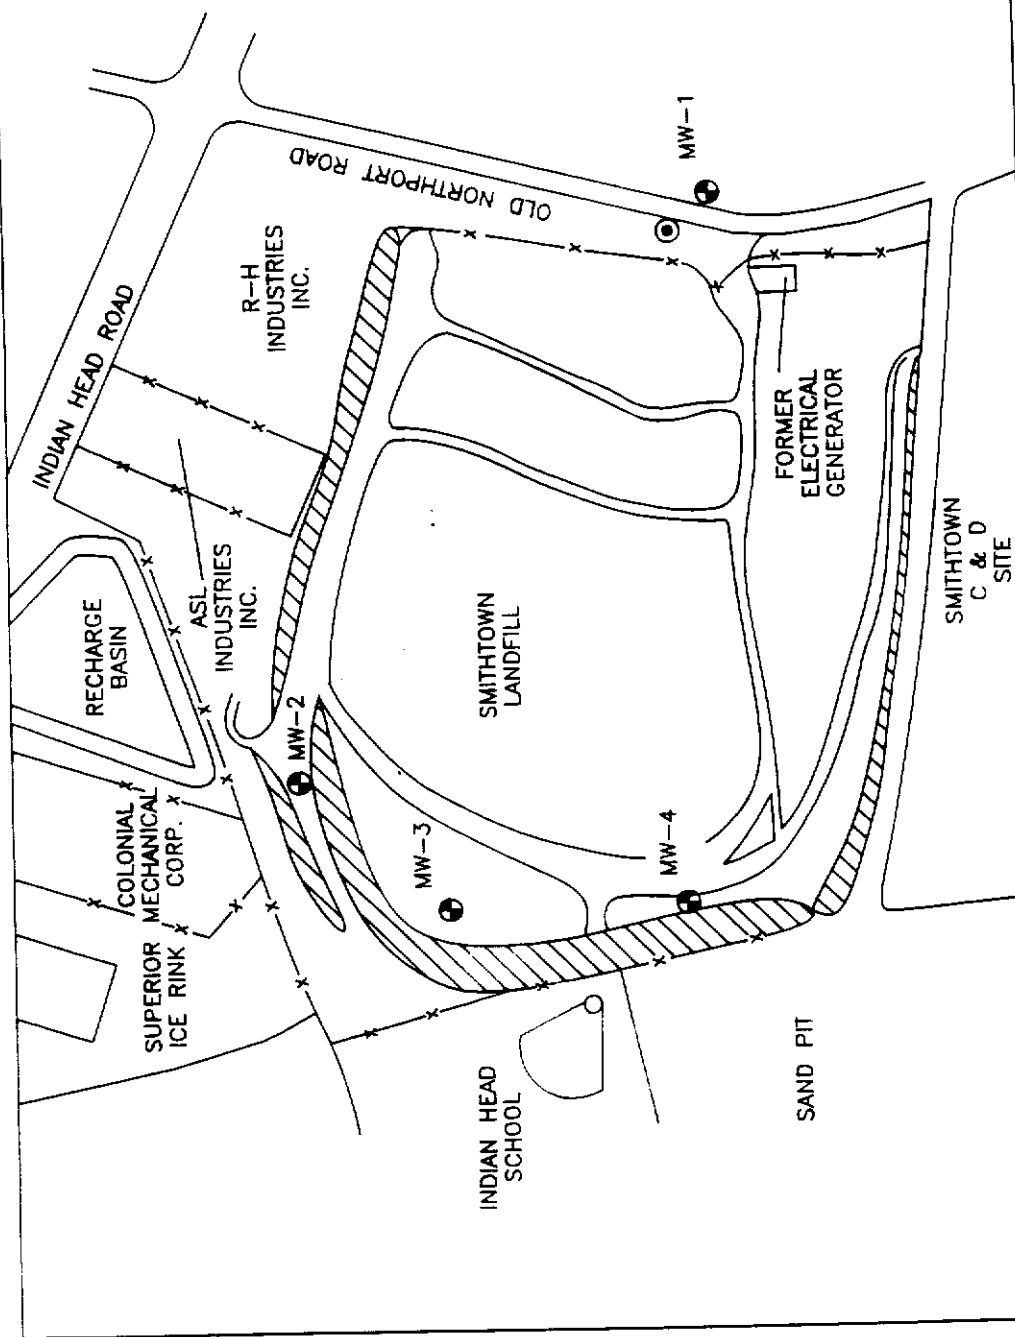 INDIAN HEAD ROAD
OLD NORTHPORT ROAD
R-H
INDUSTRIES
INC.
MW-1
RECHARGE
BASIN
ASL
INDUSTRIES
INC.
FORMER
ELECTRICAL
GENERATOR
SMITHTOWN
LANDFILL
SMITHTOWN
C & D
SITE
MW-2
COLONIAL
MECHANICAL
CORP.
SUPERIOR
ICE RINK
MW-3
MW-4
INDIAN HEAD
SCHOOL
SAND PIT